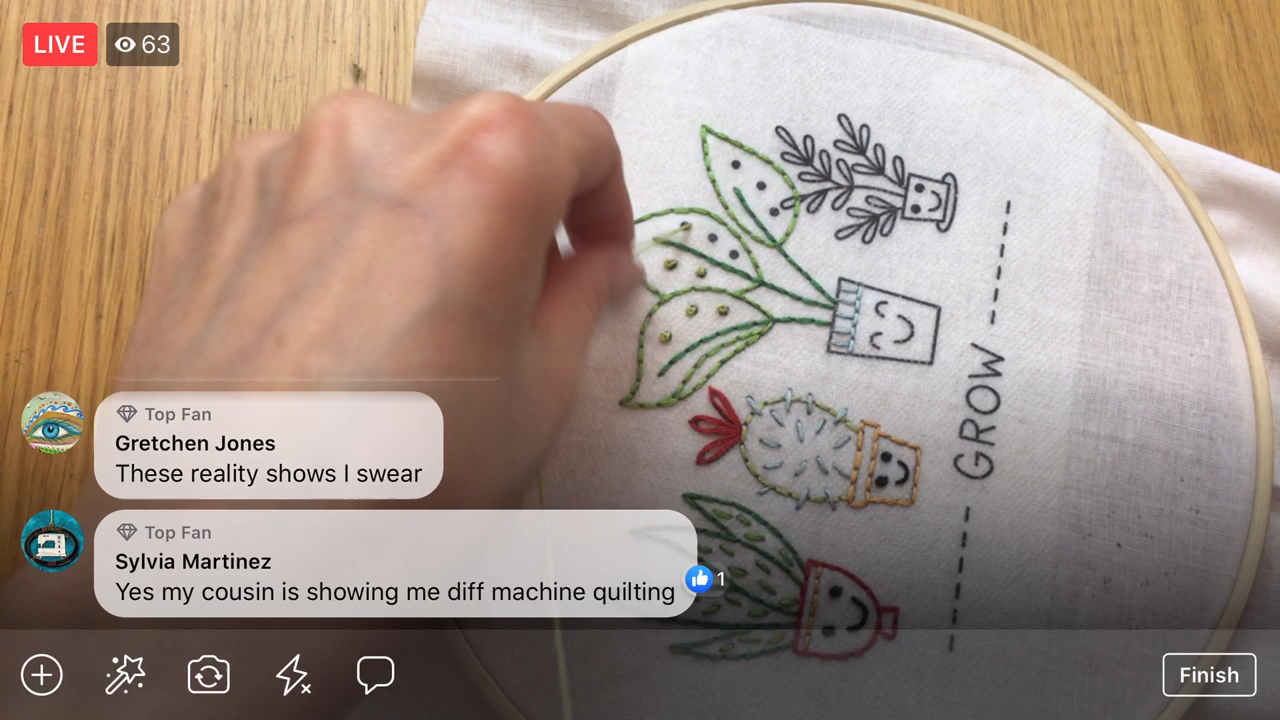 LIVE 63
GROW
Top Fan
Gretchen Jones
These reality shows I swear
Top Fan
Sylvia Martinez
Yes my cousin is showing me diff machine quilting 1
Finish